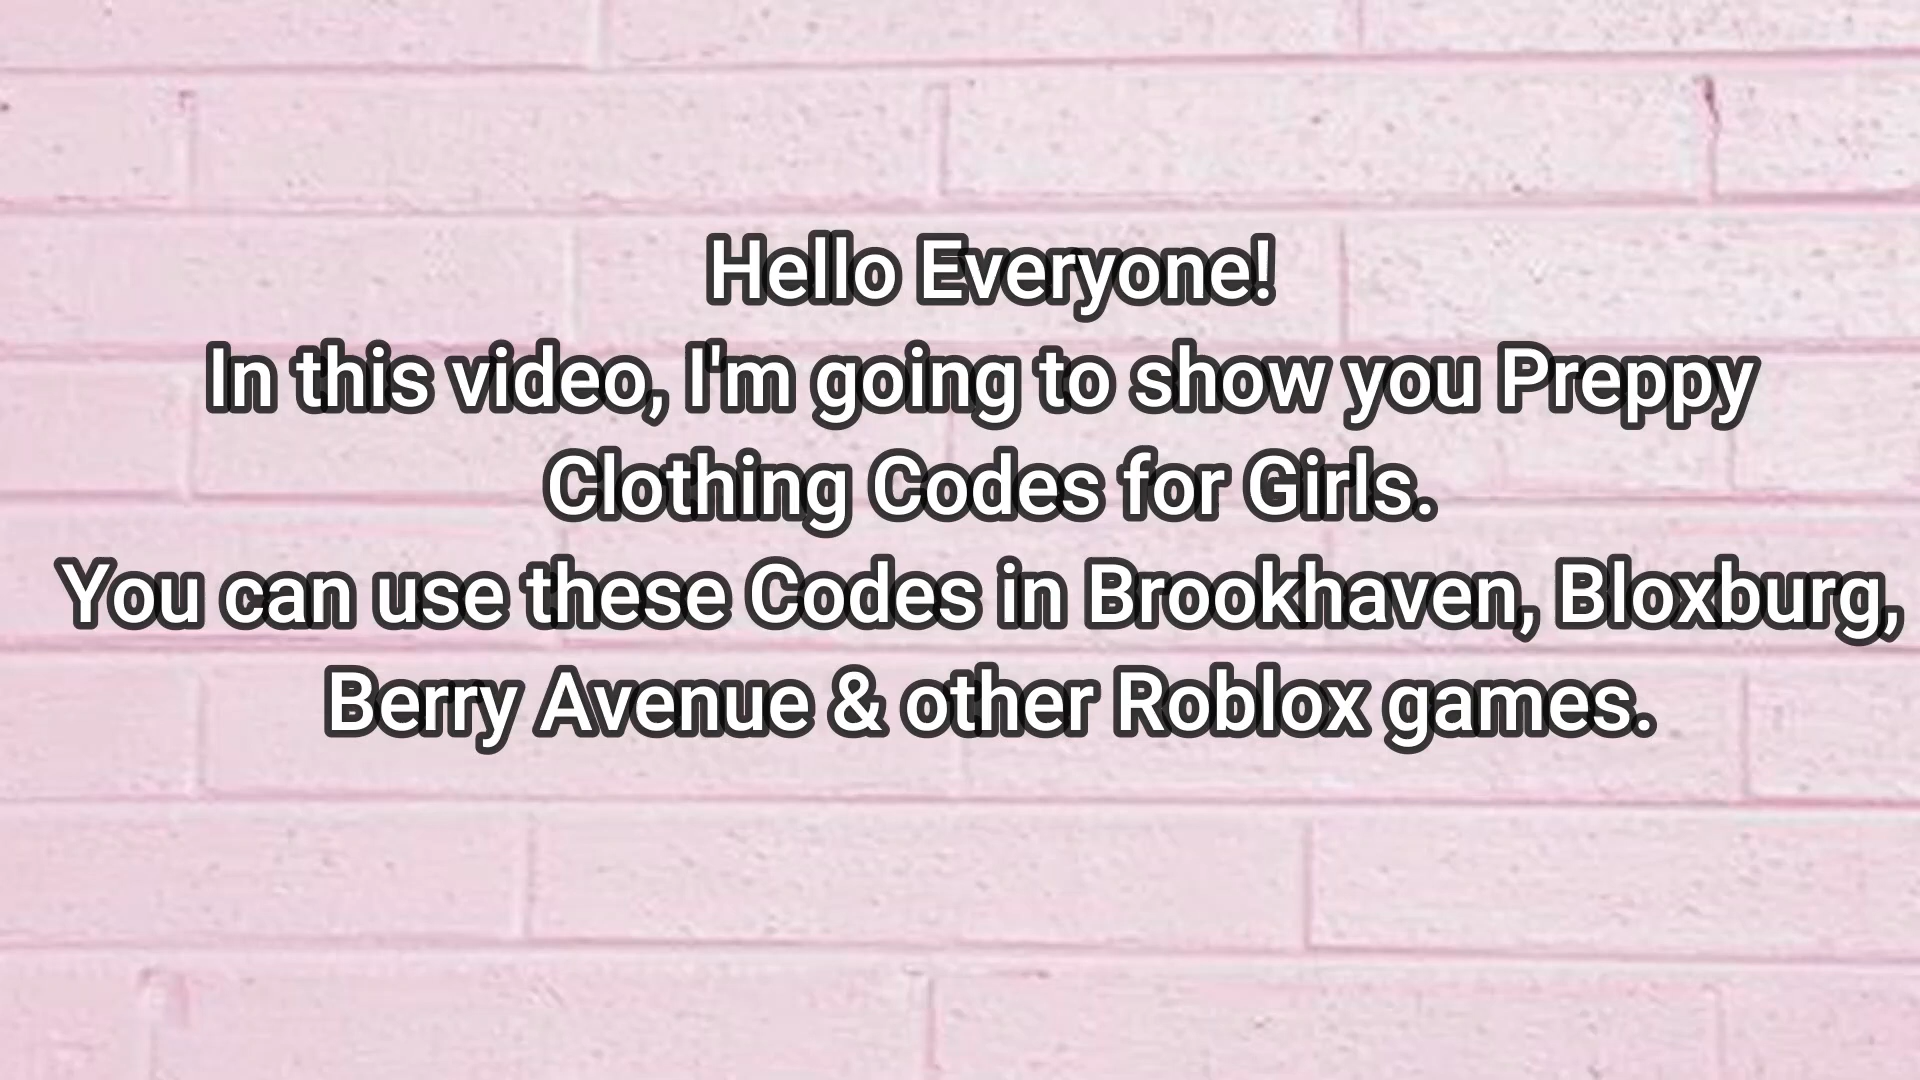 Hello Everyone!
In this video, I'm going to show you Preppy
Clothing Codes for Girls.
You can use these Codes in Brookhaven, Bloxburg,
Berry Avenue & other Roblox games.